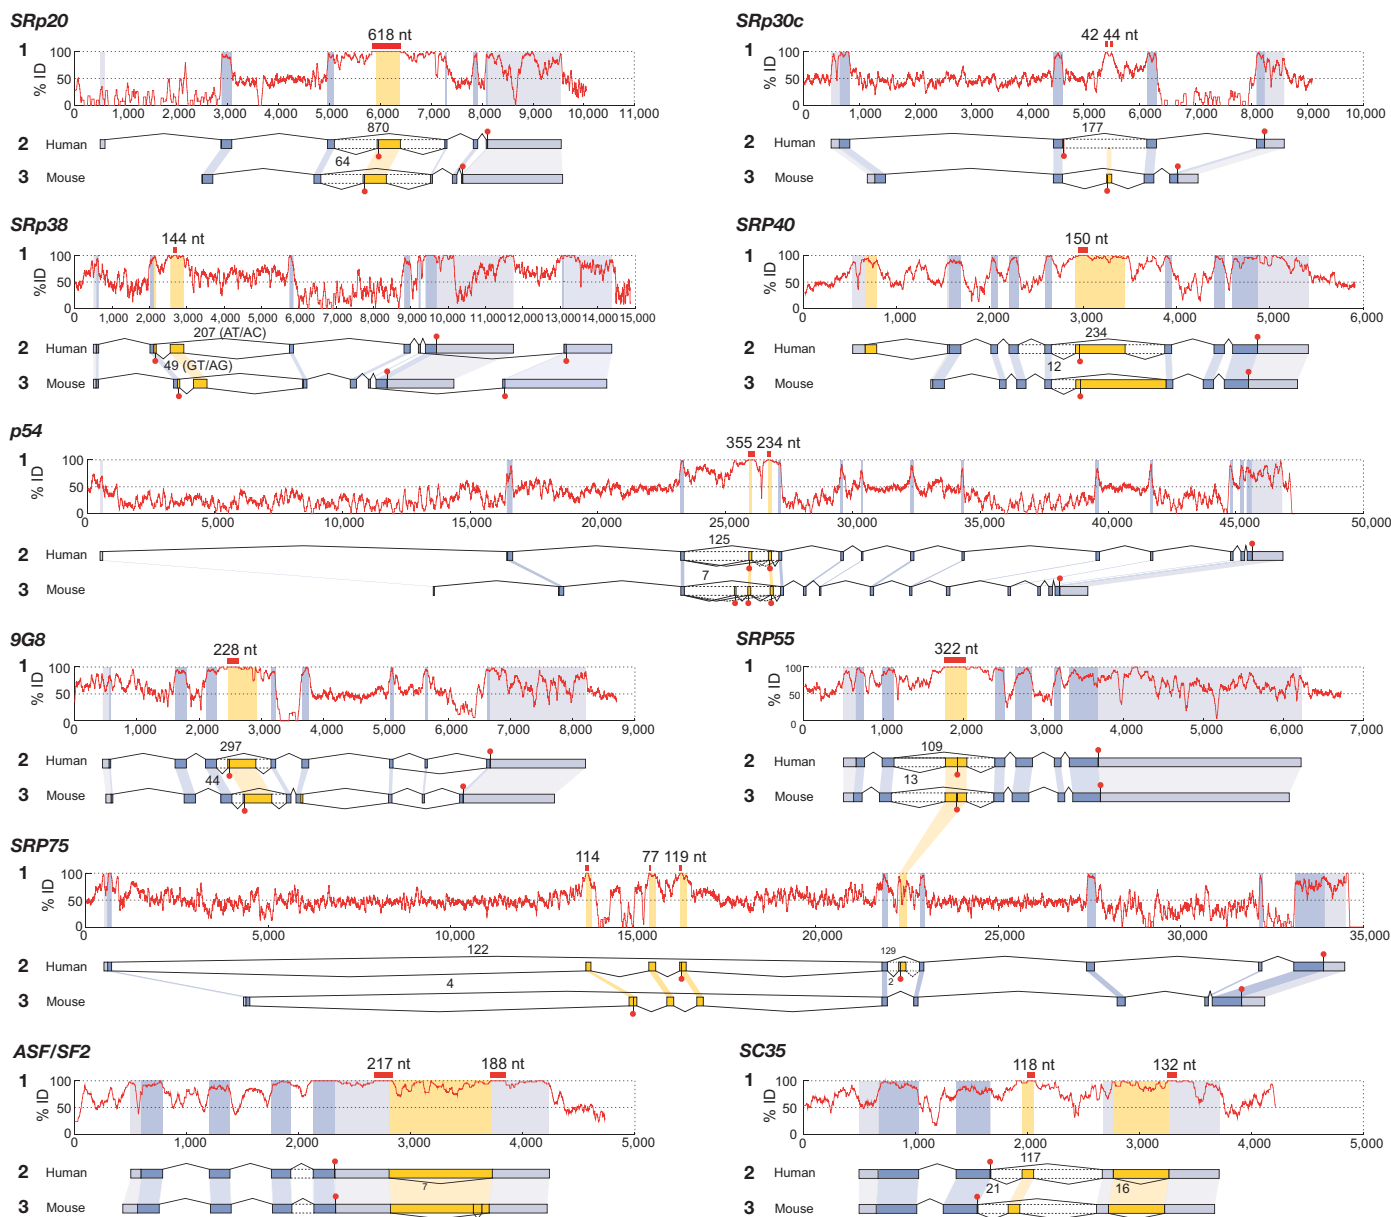 SRp20
618 nt
1
% ID
100
50
0
0 1,000 2,000 3,000 4,000 5,000 6,000 7,000 8,000 9,000 10,000 11,000
870
2 Human
64
3 Mouse
SRp30c
42 44 nt
1
% ID
100
50
0
0 1,000 2,000 3,000 4,000 5,000 6,000 7,000 8,000 9,000 10,000
177
2 Human
3 Mouse
SRp38
144 nt
1
%ID
100
50
0
0 1,000 2,000 3,000 4,000 5,000 6,000 7,000 8,000 9,000 10,000 11,000 12,000 13,000 14,000 15,000
207 (AT/AC)
2 Human
49 (GT/AG)
3 Mouse
SRP40
150 nt
1
% ID
100
50
0
0 1,000 2,000 3,000 4,000 5,000 6,000
234
2 Human
12
3 Mouse
p54
355 234 nt
1
% ID
100
50
0
0 5,000 10,000 15,000 20,000 25,000 30,000 35,000 40,000 45,000 50,000
125
2 Human
7
3 Mouse
9G8
228 nt
1
% ID
100
50
0
0 1,000 2,000 3,000 4,000 5,000 6,000 7,000 8,000 9,000
297
2 Human
44
3 Mouse
SRP55
322 nt
1
% ID
100
50
0
0 1,000 2,000 3,000 4,000 5,000 6,000 7,000
109
2 Human
13
3 Mouse
SRP75
114 77 119 nt
1
% ID
100
50
0
0 5,000 10,000 15,000 20,000 25,000 30,000 35,000
122 129
2 Human
4 2
3 Mouse
ASF/SF2
217 nt 188 nt
1
% ID
100
50
0
0 1,000 2,000 3,000 4,000 5,000
2 Human
7
3 Mouse
SC35
118 nt 132 nt
1
% ID
100
50
0
0 1,000 2,000 3,000 4,000 5,000
117
2 Human
21 16
3 Mouse